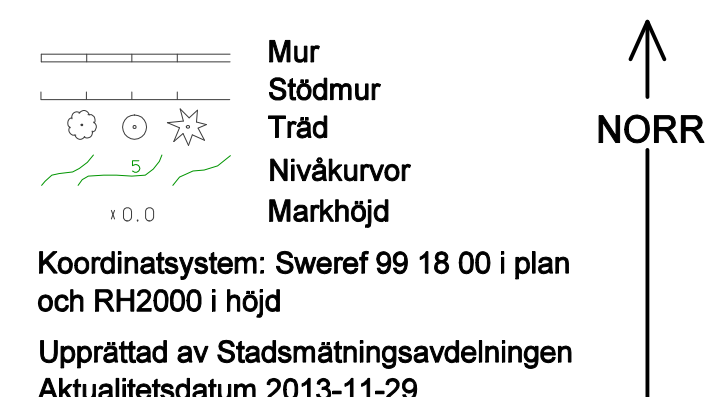 Mur
Stödmur
Träd
5 Nivåkurvor
x 0.0 Markhöjd
NORR
Koordinatsystem: Sweref 99 18 00 i plan
och RH2000 i höjd
Upprättad av Stadsmätningsavdelningen
Aktualitetsdatum 2013-11-29